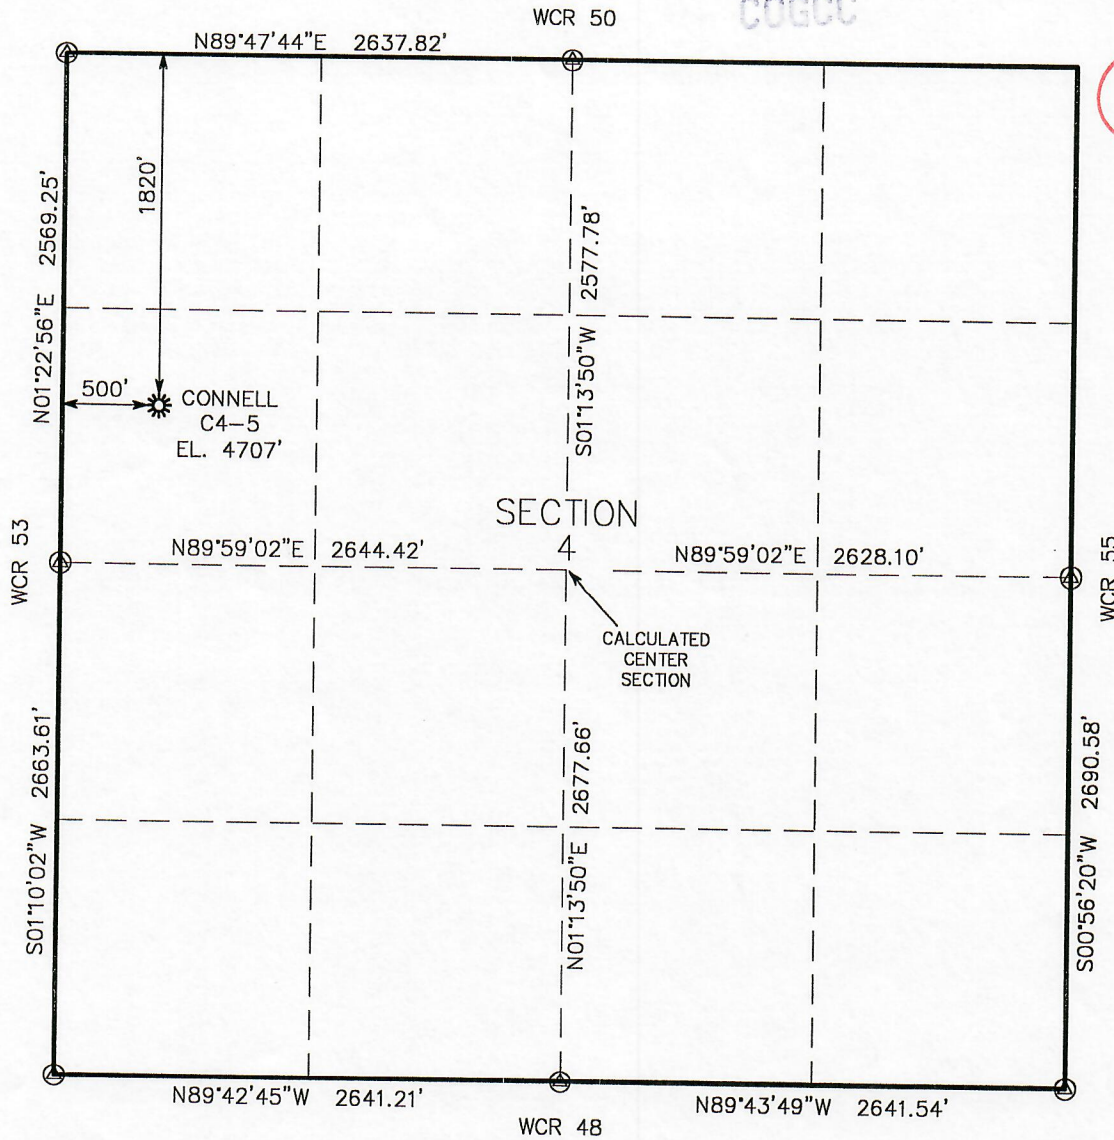 WCR 50
COGCC
N89°47'44"E 2637.82'
1820'
N01°22'56"E 2569.25'
S01°13'50"W 2577.78'
500'
CONNELL
C4-5
EL. 4707'
SECTION
4
N89°59'02"E 2644.42'
N89°59'02"E 2628.10'
WCR 53
WCR 55
CALCULATED
CENTER
SECTION
S01°10'02"W 2663.61'
N01°13'50"E 2677.66'
S00°56'20"W 2690.58'
N89°42'45"W 2641.21'
N89°43'49"W 2641.54'
WCR 48